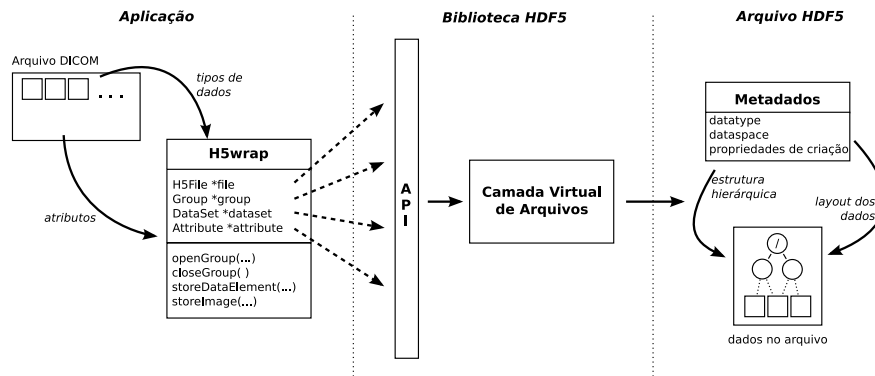 Aplicação
Biblioteca HDF5
Arquivo HDF5
Arquivo DICOM
...
tipos de
dados
atributos
H5wrap
H5File *file
Group *group
DataSet *dataset
Attribute *attribute
openGroup(...)
closeGroup( )
storeDataElement(...)
storeImage(...)
A
P
I
Camada Virtual
de Arquivos
Metadados
datatype
dataspace
propriedades de criação
estrutura
hierárquica
layout dos
dados
/
dados no arquivo